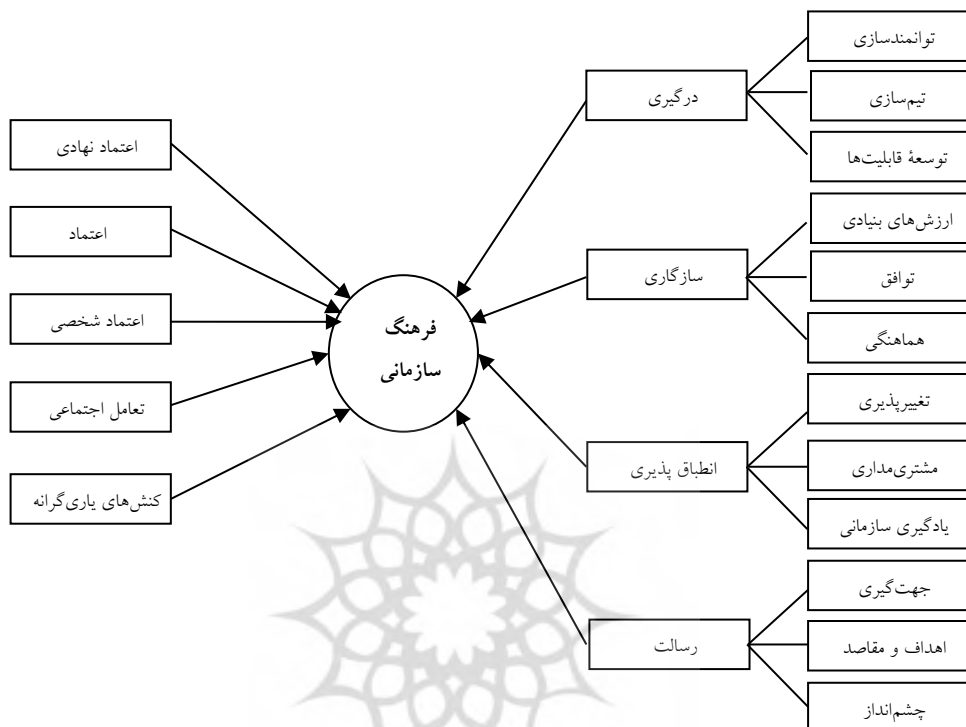 توانمندسازی
تیم‌سازی
توسعهٔ قابلیت‌ها
درگیری
ارزش‌های بنیادی
توافق
هماهنگی
سازگاری
تغییرپذیری
مشتری‌مداری
یادگیری سازمانی
انطباق پذیری
جهت‌گیری
اهداف و مقاصد
چشم‌انداز
رسالت
فرهنگ
سازمانی
اعتماد نهادی
اعتماد
اعتماد شخصی
تعامل اجتماعی
کنش‌های یاری‌گرانه